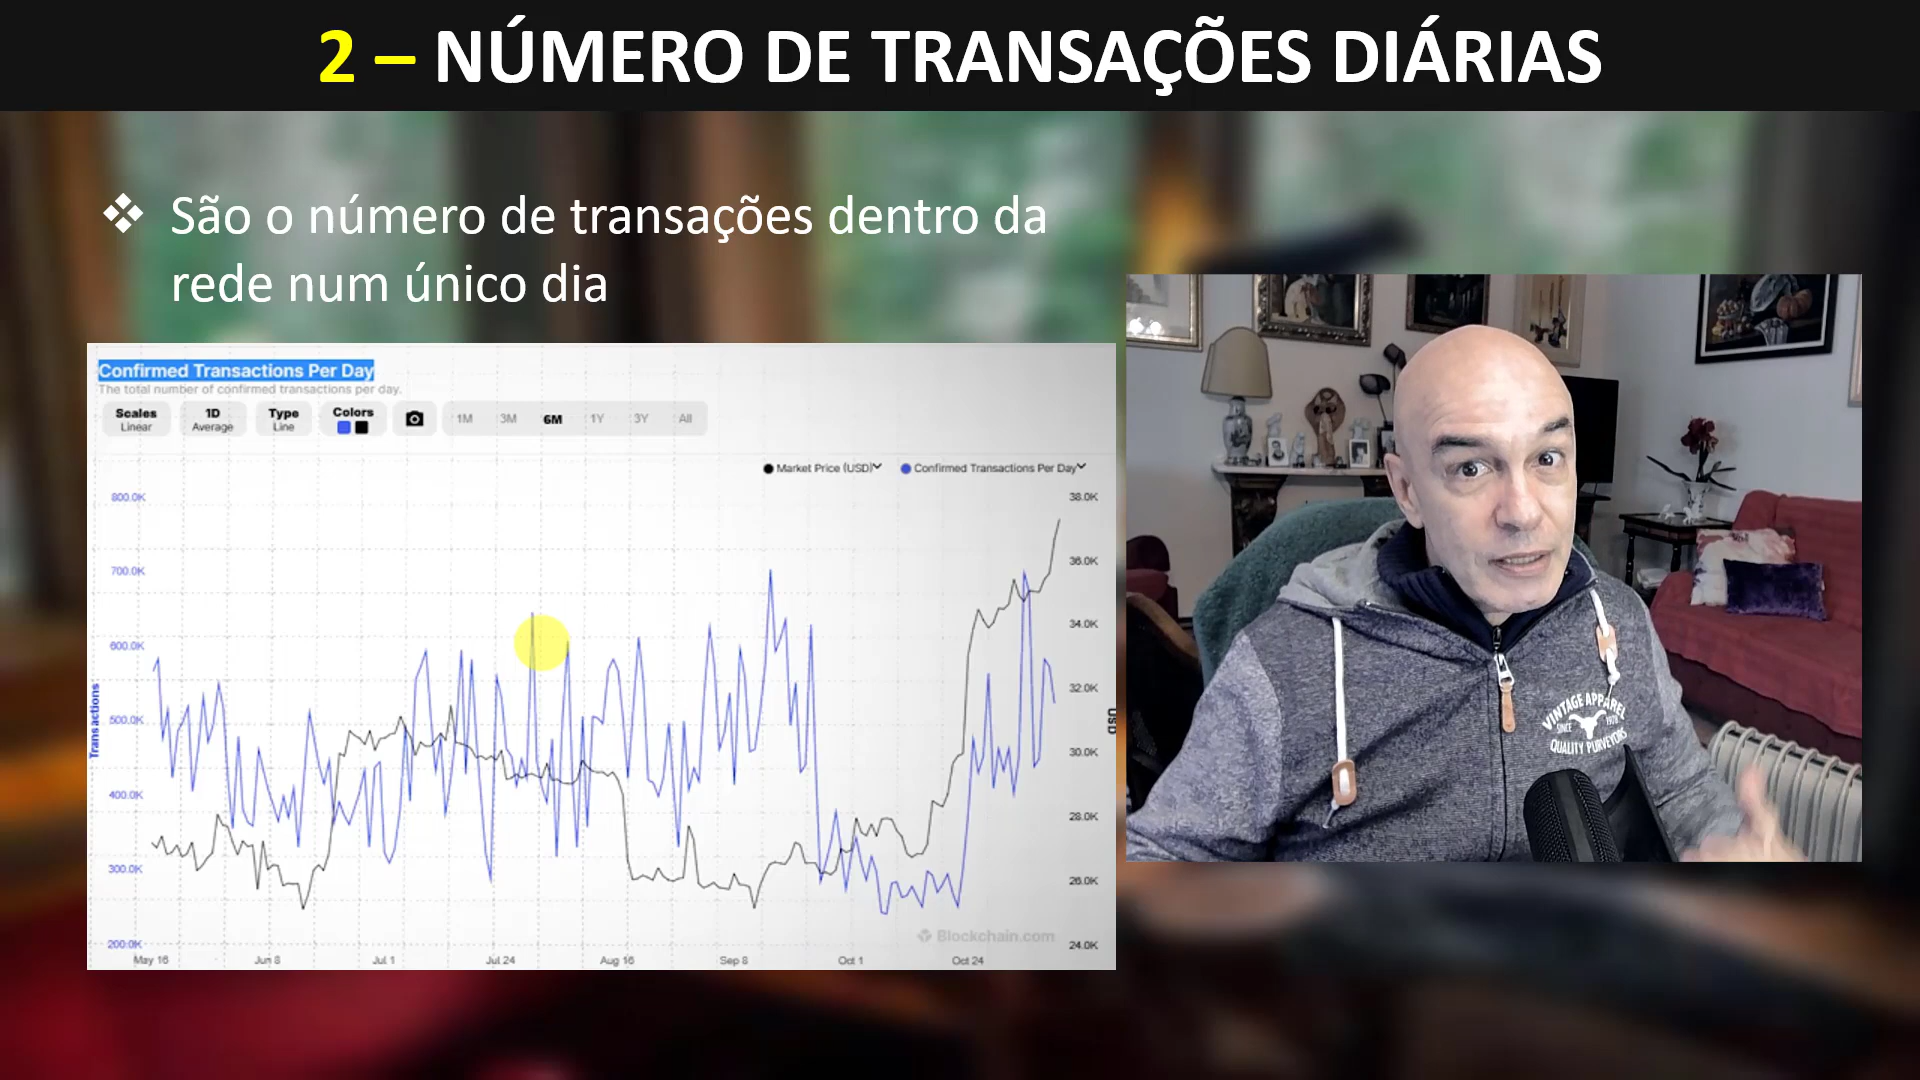 2 – NÚMERO DE TRANSAÇÕES DIÁRIAS
❖ São o número de transações dentro da
rede num único dia
Confirmed Transactions Per Day
The total number of confirmed transactions per day.
Scales
Linear
1D
Average
Type
Line
Colors
1M 3M 6M 1Y 3Y All
Market Price (USD) Confirmed Transactions Per Day
800.0K
700.0K
600.0K
500.0K
400.0K
300.0K
200.0K
Transactions
38.0K
36.0K
34.0K
32.0K
30.0K
28.0K
26.0K
24.0K
USD
Blockchain.com
May 16 Jun 8 Jul 1 Jul 24 Aug 16 Sep 8 Oct 1 Oct 24
VINTAGE APPAREL
SINCE 1978
QUALITY PURVEYORS